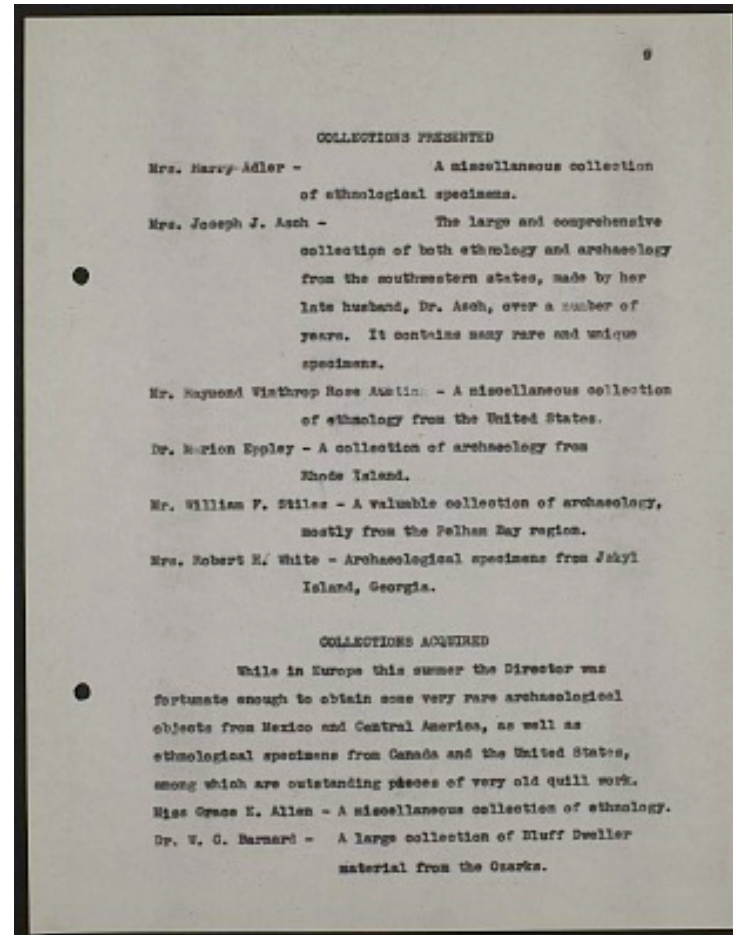 9
COLLECTIONS PRESENTED
Mrs. Harry Adler - A miscellaneous collection
of ethnological specimens.
Mrs. Joseph J. Asch - The large and comprehensive
collection of both ethnology and archaeology
from the southwestern states, made by her
late husband, Dr. Asch, over a number of
years. It contains many rare and unique
specimens.
Mr. Raymond Winthrop Rose Austin - A miscellaneous collection
of ethnology from the United States.
Dr. Marion Eppley - A collection of archaeology from
Rhode Island.
Mr. William F. Stiles - A valuable collection of archaeology,
mostly from the Pelham Bay region.
Mrs. Robert H. White - Archaeological specimens from Jekyl
Island, Georgia.
COLLECTIONS ACQUIRED
While in Europe this summer the Director was
fortunate enough to obtain some very rare archaeological
objects from Mexico and Central America, as well as
ethnological specimens from Canada and the United States,
among which are outstanding pieces of very old quill work.
Miss Grace E. Allen - A miscellaneous collection of ethnology.
Dr. W. C. Barnard - A large collection of Bluff Dweller
material from the Ozarks.